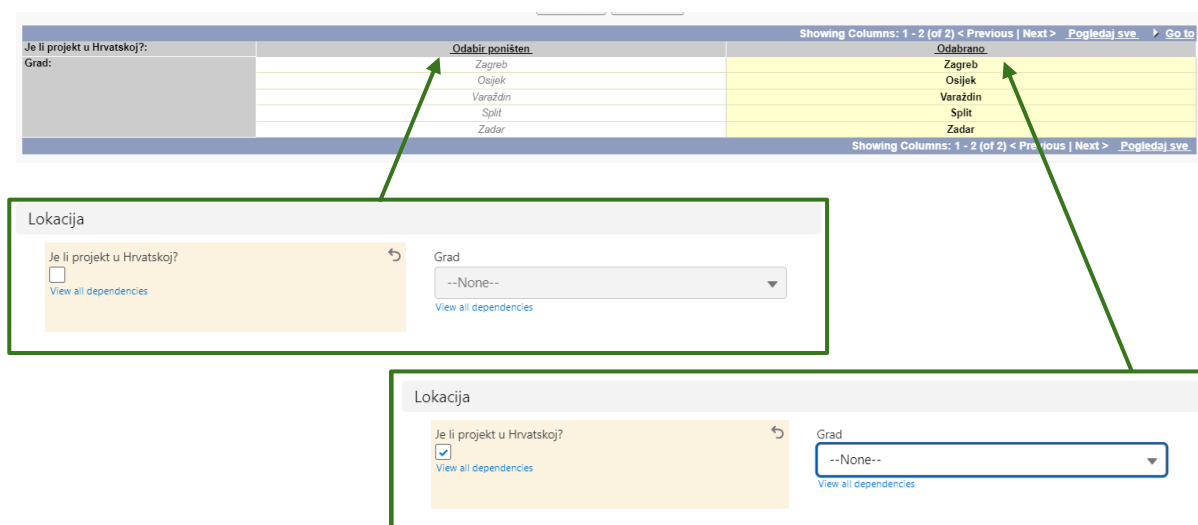 Showing Columns: 1 - 2 (of 2) < Previous | Next > Pogledaj sve Go to
Je li projekt u Hrvatskoj?: Odabir poništen Odabrano
Grad: Zagreb Zagreb
Osijek Osijek
Varaždin Varaždin
Split Split
Zadar Zadar
Showing Columns: 1 - 2 (of 2) < Previous | Next > Pogledaj sve
Lokacija
Je li projekt u Hrvatskoj? Grad
--None--
View all dependencies
View all dependencies
Lokacija
Je li projekt u Hrvatskoj? Grad
--None--
View all dependencies
View all dependencies